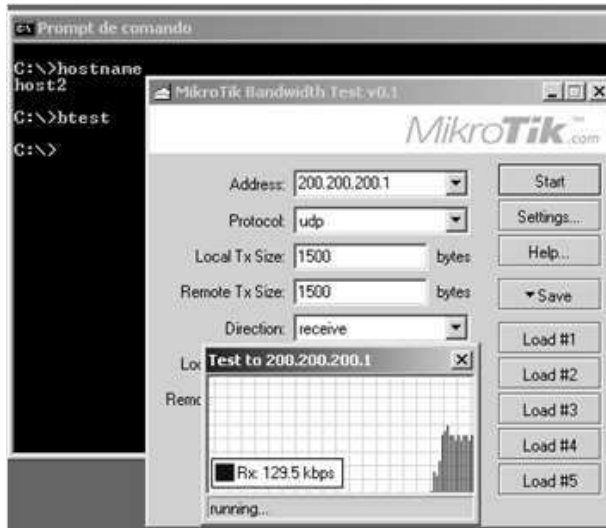 Prompt de comando
C:\>hostname
host2
C:\>btest
C:\>
MikroTik Bandwidth Test v0.1
MikroTik.com
Address: 200.200.200.1
Start
Protocol: udp
Settings...
Local Tx Size: 1500 bytes
Help...
Remote Tx Size: 1500 bytes
Save
Direction: receive
Load #1
Test to 200.200.200.1
Load #2
Load #3
Load #4
Rx: 129.5 kbps
Load #5
running...